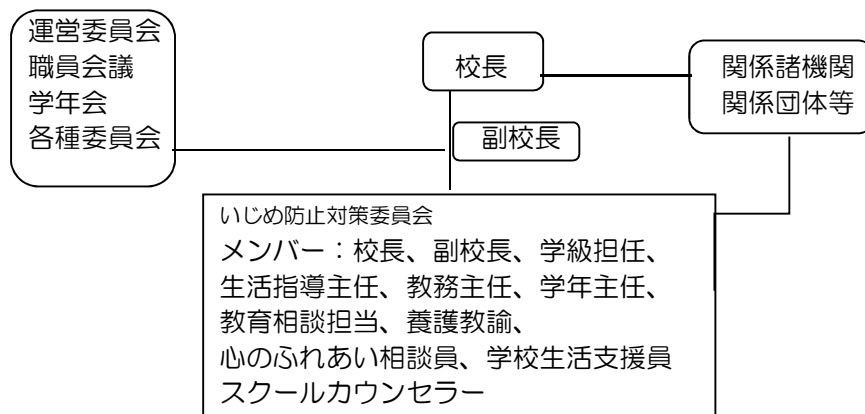 運営委員会
職員会議
学年会
各種委員会
校長
関係諸機関
関係団体等
副校長
いじめ防止対策委員会
メンバー：校長、副校長、学級担任、
生活指導主任、教務主任、学年主任、
教育相談担当、養護教諭、
心のふれあい相談員、学校生活支援員
スクールカウンセラー